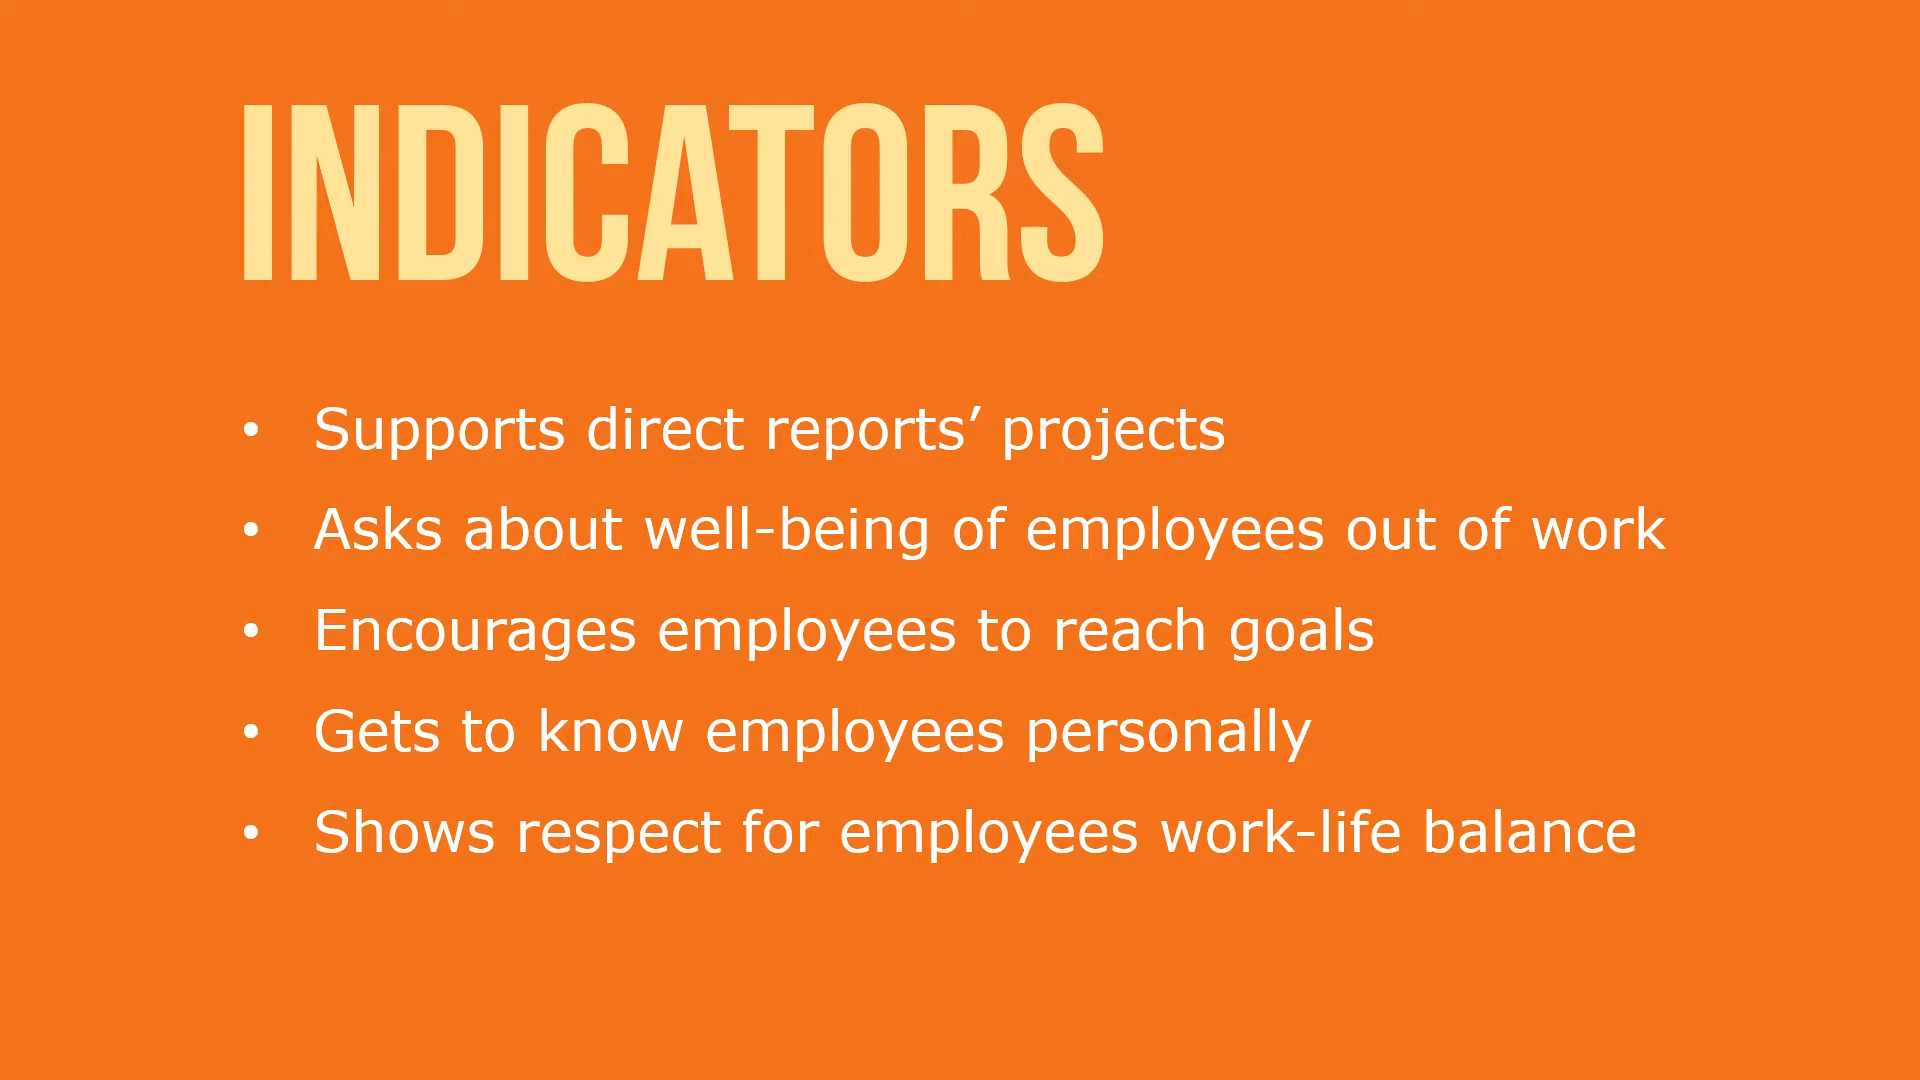 INDICATORS
• Supports direct reports’ projects
• Asks about well-being of employees out of work
• Encourages employees to reach goals
• Gets to know employees personally
• Shows respect for employees work-life balance